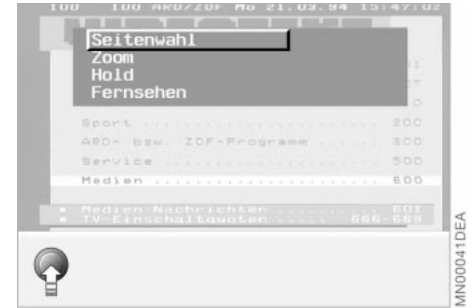 100 100 ARD/ZDF Mo 21.03.94 15:47:02
Seitenwahl
Zoom
Hold
Fernsehen
Sport ........................ 200
ARD- bzw. ZDF-Programm ...... 300
Service ...................... 500
Medien ....................... 600
• Medien-Nachrichten ......... 601
• TV-Einschaltquoten ..... 666-669
MN00041DEA